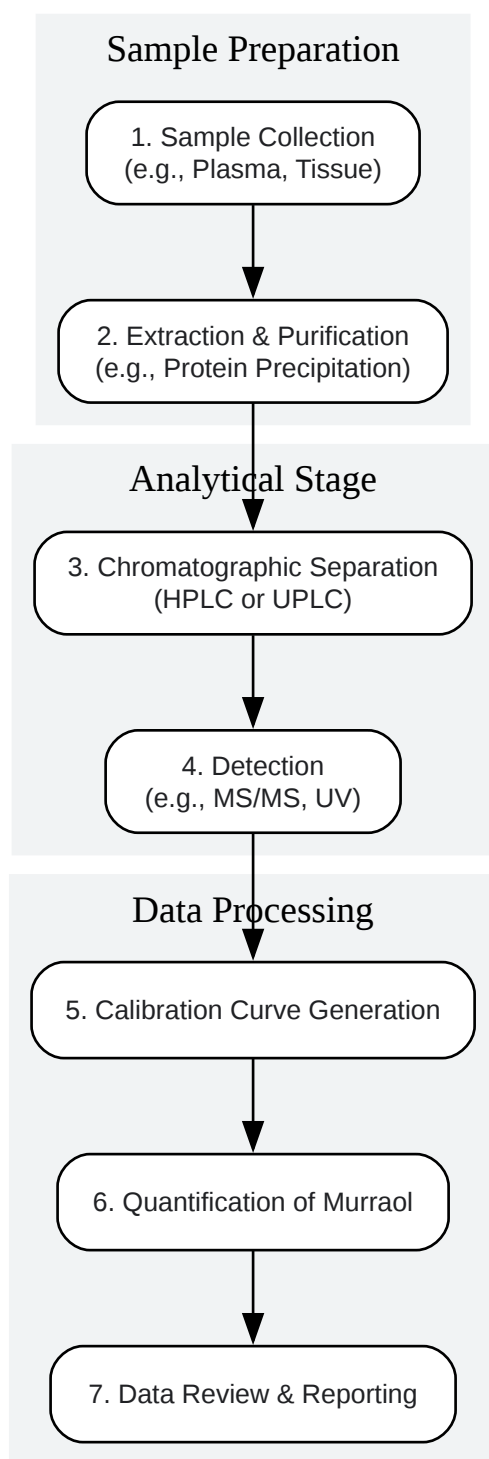 Sample Preparation
1. Sample Collection
(e.g., Plasma, Tissue)
2. Extraction & Purification
(e.g., Protein Precipitation)
Analytical Stage
3. Chromatographic Separation
(HPLC or UPLC)
4. Detection
(e.g., MS/MS, UV)
Data Processing
5. Calibration Curve Generation
6. Quantification of Murraol
7. Data Review & Reporting